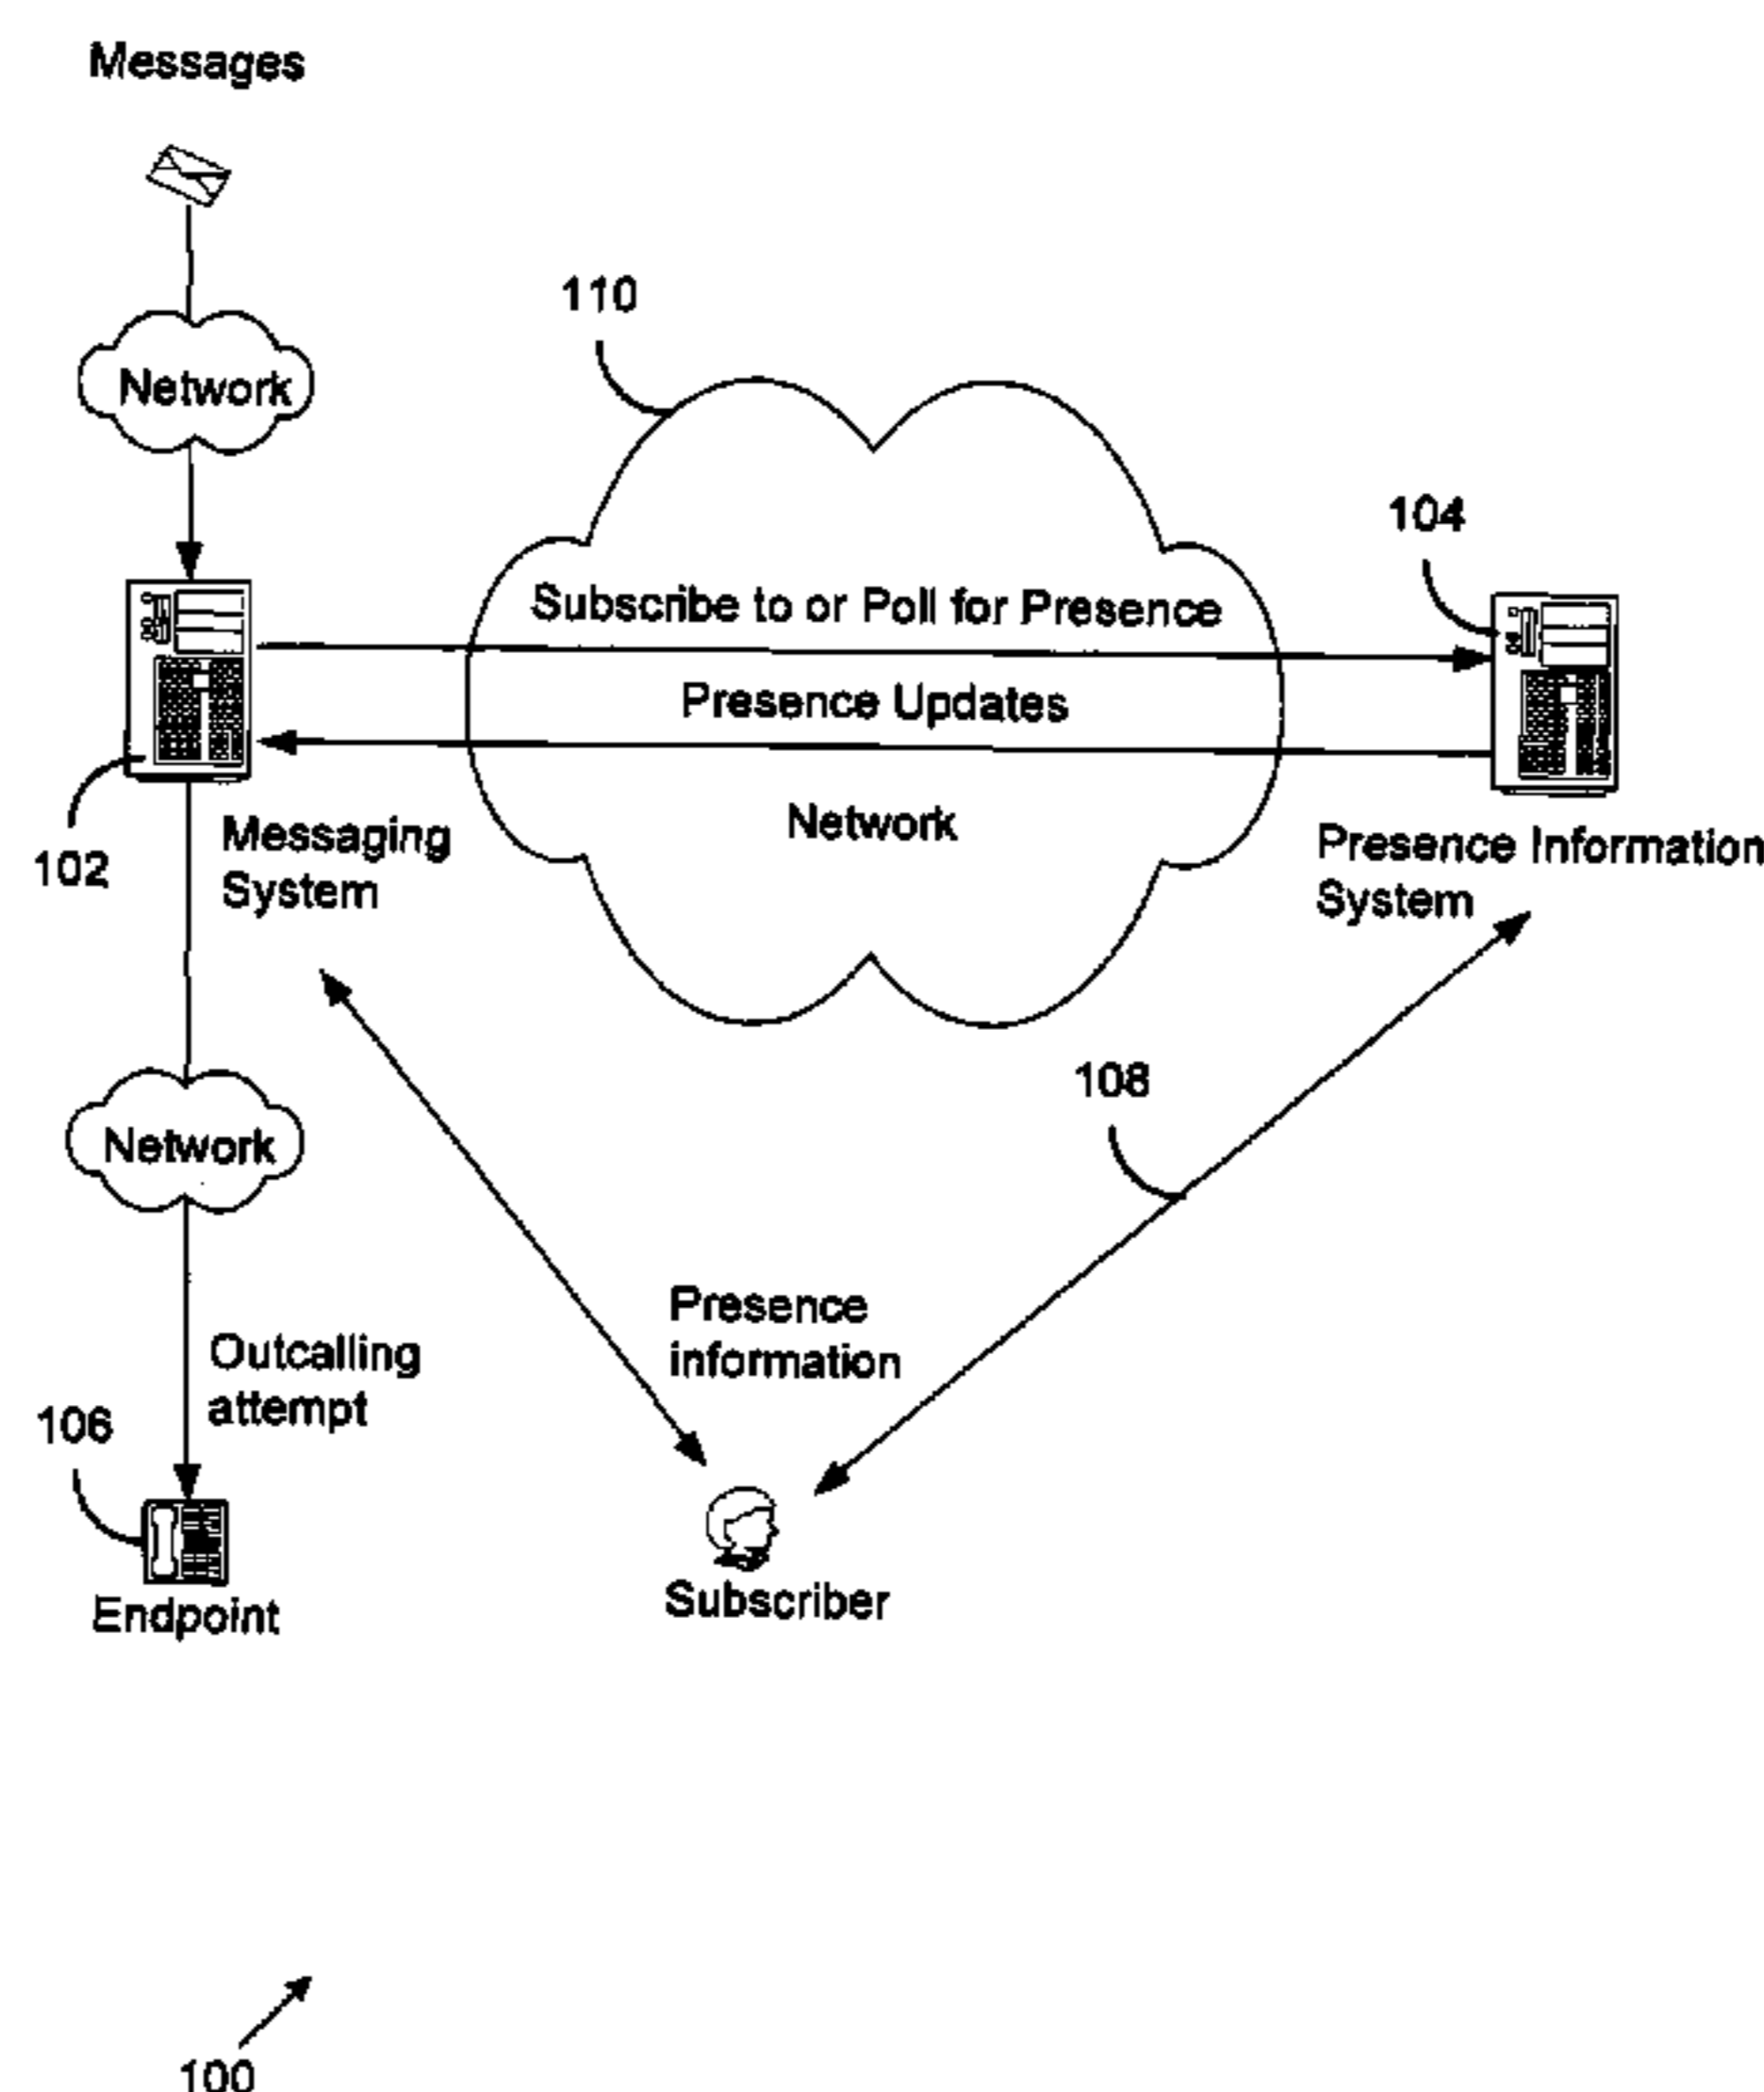 Messages
110
Network
104
Subscribe to or Poll for Presence
Presence Updates
Network
102
Messaging
System
Presence Information
System
108
Network
Presence
information
Outcalling
attempt
106
Endpoint
Subscriber
100